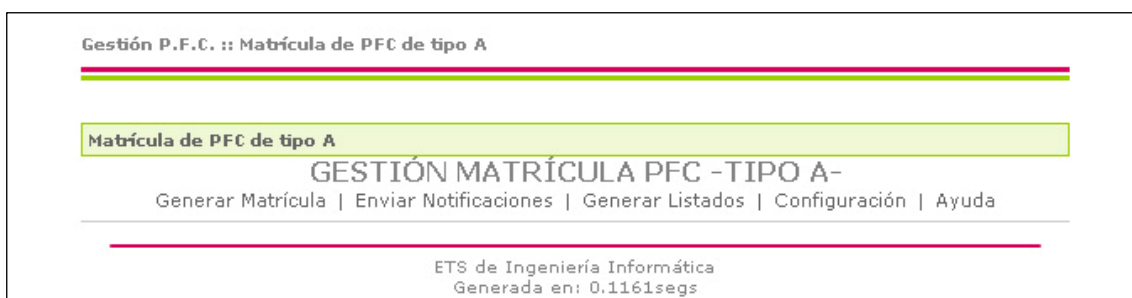 Gestión P.F.C. :: Matrícula de PFC de tipo A
Matrícula de PFC de tipo A
GESTIÓN MATRÍCULA PFC -TIPO A-
Generar Matrícula | Enviar Notificaciones | Generar Listados | Configuración | Ayuda
ETS de Ingeniería Informática
Generada en: 0.1161segs